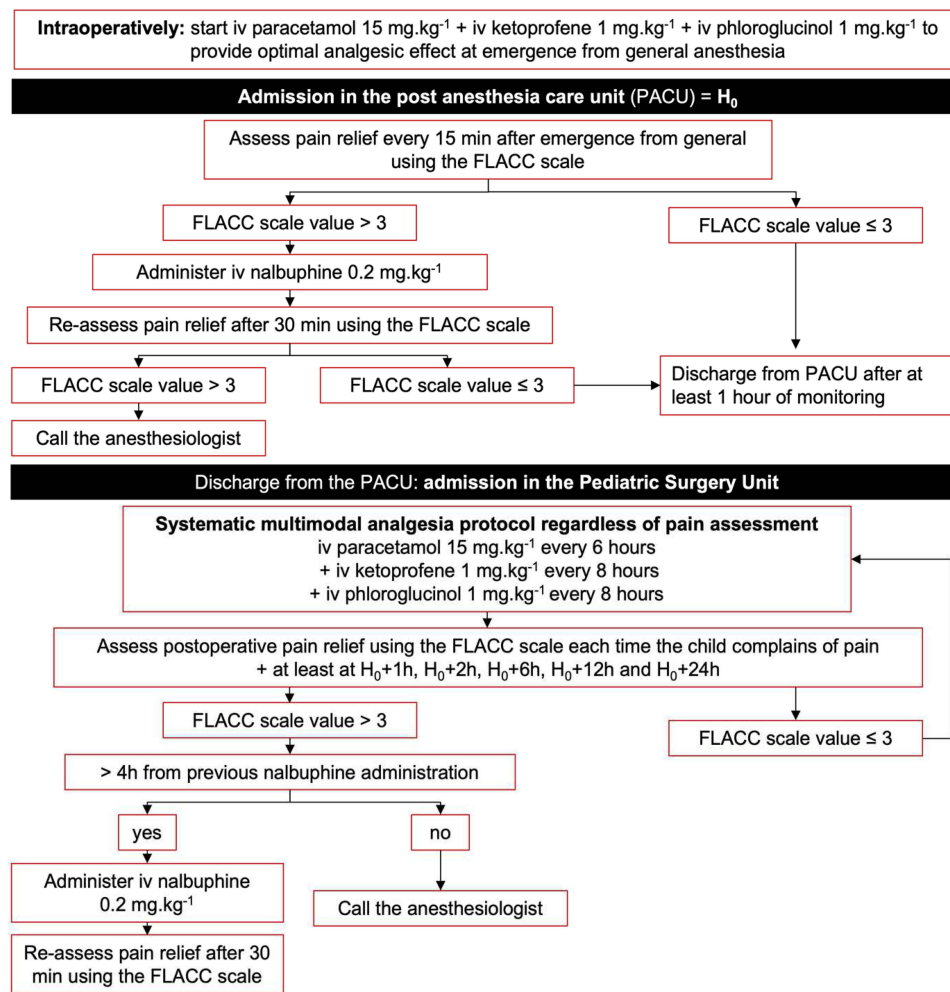 Intraoperatively: start iv paracetamol 15 mg.kg⁻¹ + iv ketoprofene 1 mg.kg⁻¹ + iv phloroglucinol 1 mg.kg⁻¹ to
provide optimal analgesic effect at emergence from general anesthesia
Admission in the post anesthesia care unit (PACU) = H₀
Assess pain relief every 15 min after emergence from general
using the FLACC scale
FLACC scale value > 3
FLACC scale value ≤ 3
Administer iv nalbuphine 0.2 mg.kg⁻¹
Re-assess pain relief after 30 min using the FLACC scale
FLACC scale value > 3
FLACC scale value ≤ 3
Discharge from PACU after at
least 1 hour of monitoring
Call the anesthesiologist
Discharge from the PACU: admission in the Pediatric Surgery Unit
Systematic multimodal analgesia protocol regardless of pain assessment
iv paracetamol 15 mg.kg⁻¹ every 6 hours
+ iv ketoprofene 1 mg.kg⁻¹ every 8 hours
+ iv phloroglucinol 1 mg.kg⁻¹ every 8 hours
Assess postoperative pain relief using the FLACC scale each time the child complains of pain
+ at least at H₀+1h, H₀+2h, H₀+6h, H₀+12h and H₀+24h
FLACC scale value > 3
FLACC scale value ≤ 3
> 4h from previous nalbuphine administration
yes
no
Administer iv nalbuphine
0.2 mg.kg⁻¹
Call the anesthesiologist
Re-assess pain relief after 30
min using the FLACC scale